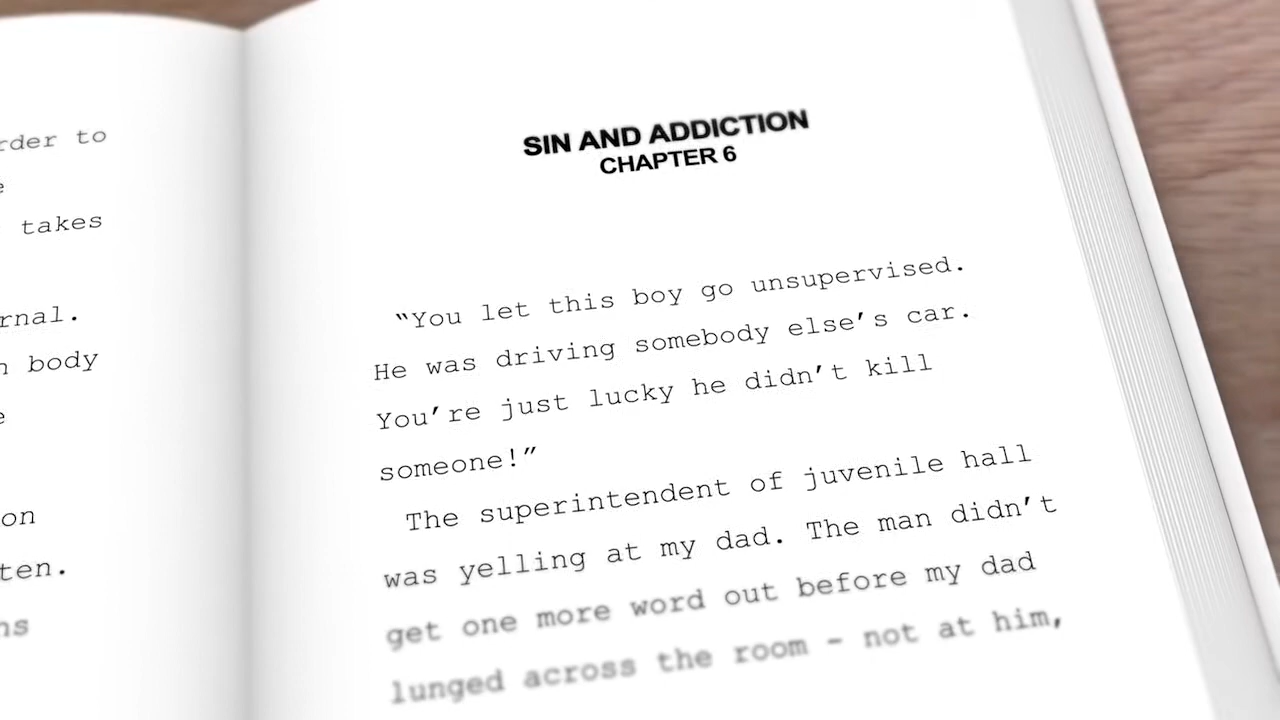 rder to
e
takes
rnal.
n body
e
on
ten.
ns
SIN AND ADDICTION
CHAPTER 6
“You let this boy go unsupervised.
He was driving somebody else’s car.
You’re just lucky he didn’t kill
someone!”
The superintendent of juvenile hall
was yelling at my dad. The man didn’t
get one more word out before my dad
lunged across the room – not at him,